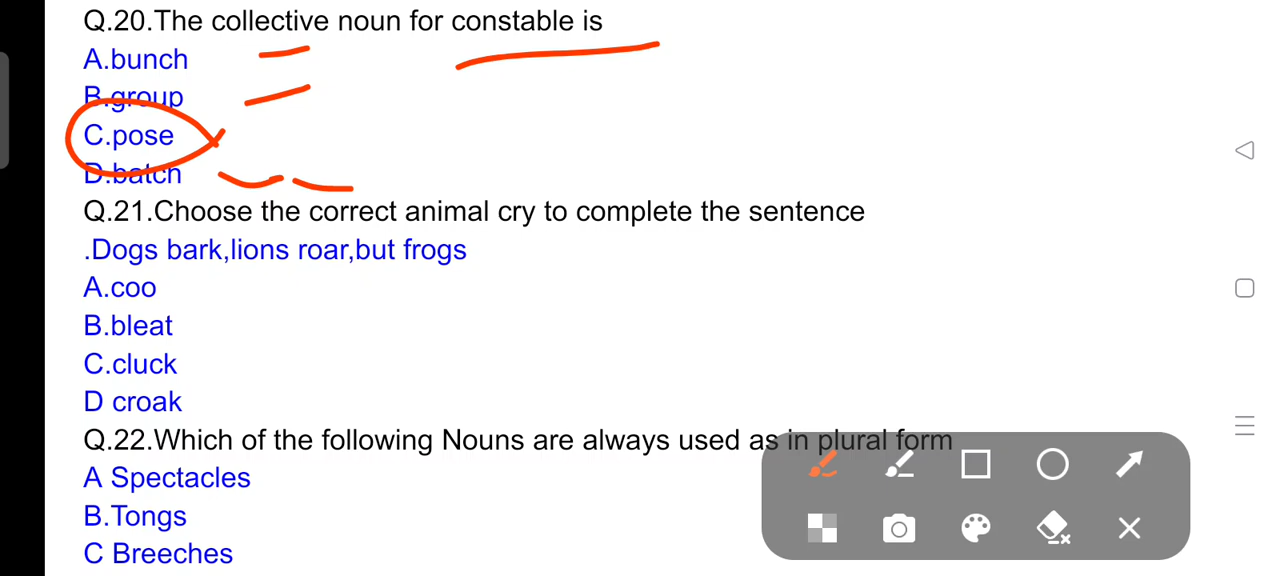 Q.20.The collective noun for constable is
A.bunch
B.group
C.pose
D.batch
Q.21.Choose the correct animal cry to complete the sentence
.Dogs bark,lions roar,but frogs
A.coo
B.bleat
C.cluck
D croak
Q.22.Which of the following Nouns are always used as in plural form
A Spectacles
B.Tongs
C Breeches